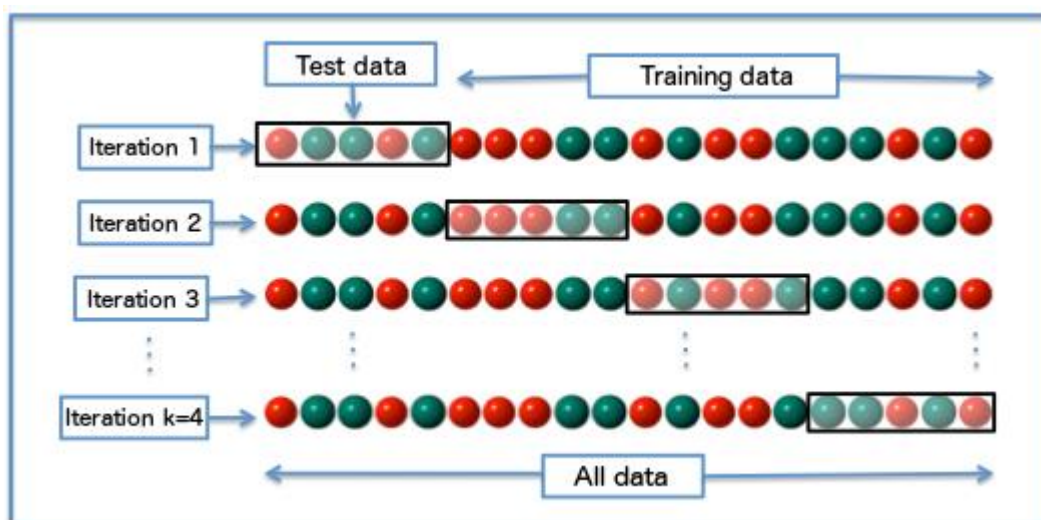 Test data
Training data
Iteration 1
Iteration 2
Iteration 3
Iteration k=4
All data